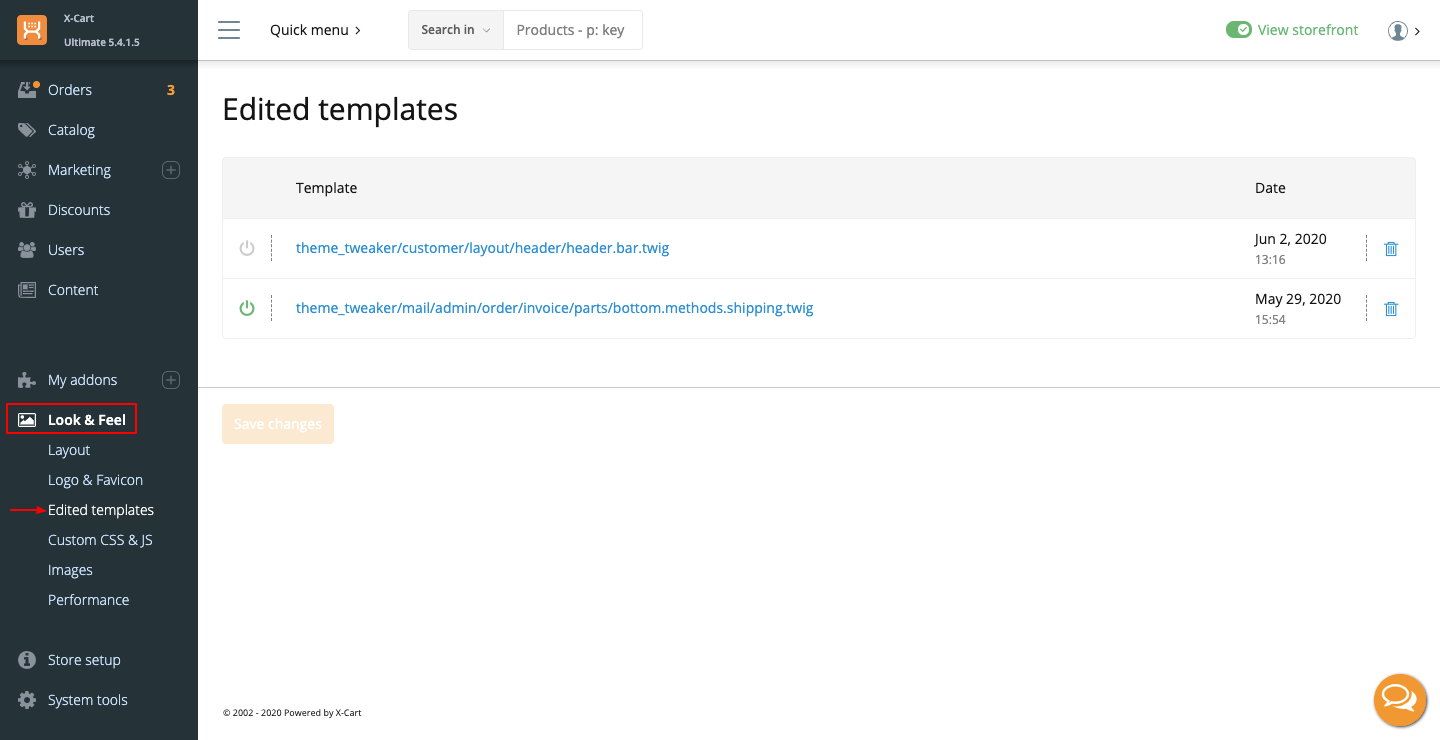 X-Cart
Ultimate 5.4.1.5
Quick menu
Search in
Products - p: key
View storefront
Orders 3
Catalog
Marketing
Discounts
Users
Content
My addons
Look & Feel
Layout
Logo & Favicon
Edited templates
Custom CSS & JS
Images
Performance
Store setup
System tools
Edited templates
Template Date
theme_tweaker/customer/layout/header/header.bar.twig Jun 2, 2020
13:16
theme_tweaker/mail/admin/order/invoice/parts/bottom.methods.shipping.twig May 29, 2020
15:54
Save changes
© 2002 - 2020 Powered by X-Cart